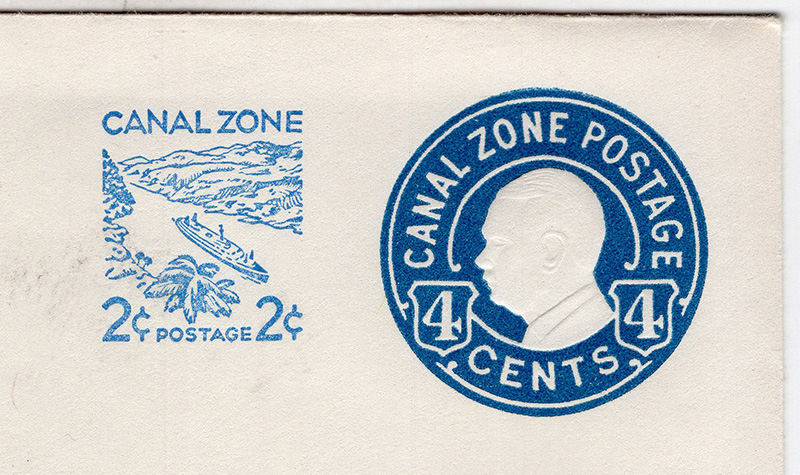 CANAL ZONE
2¢ POSTAGE 2¢
CANAL ZONE POSTAGE
4 4
CENTS